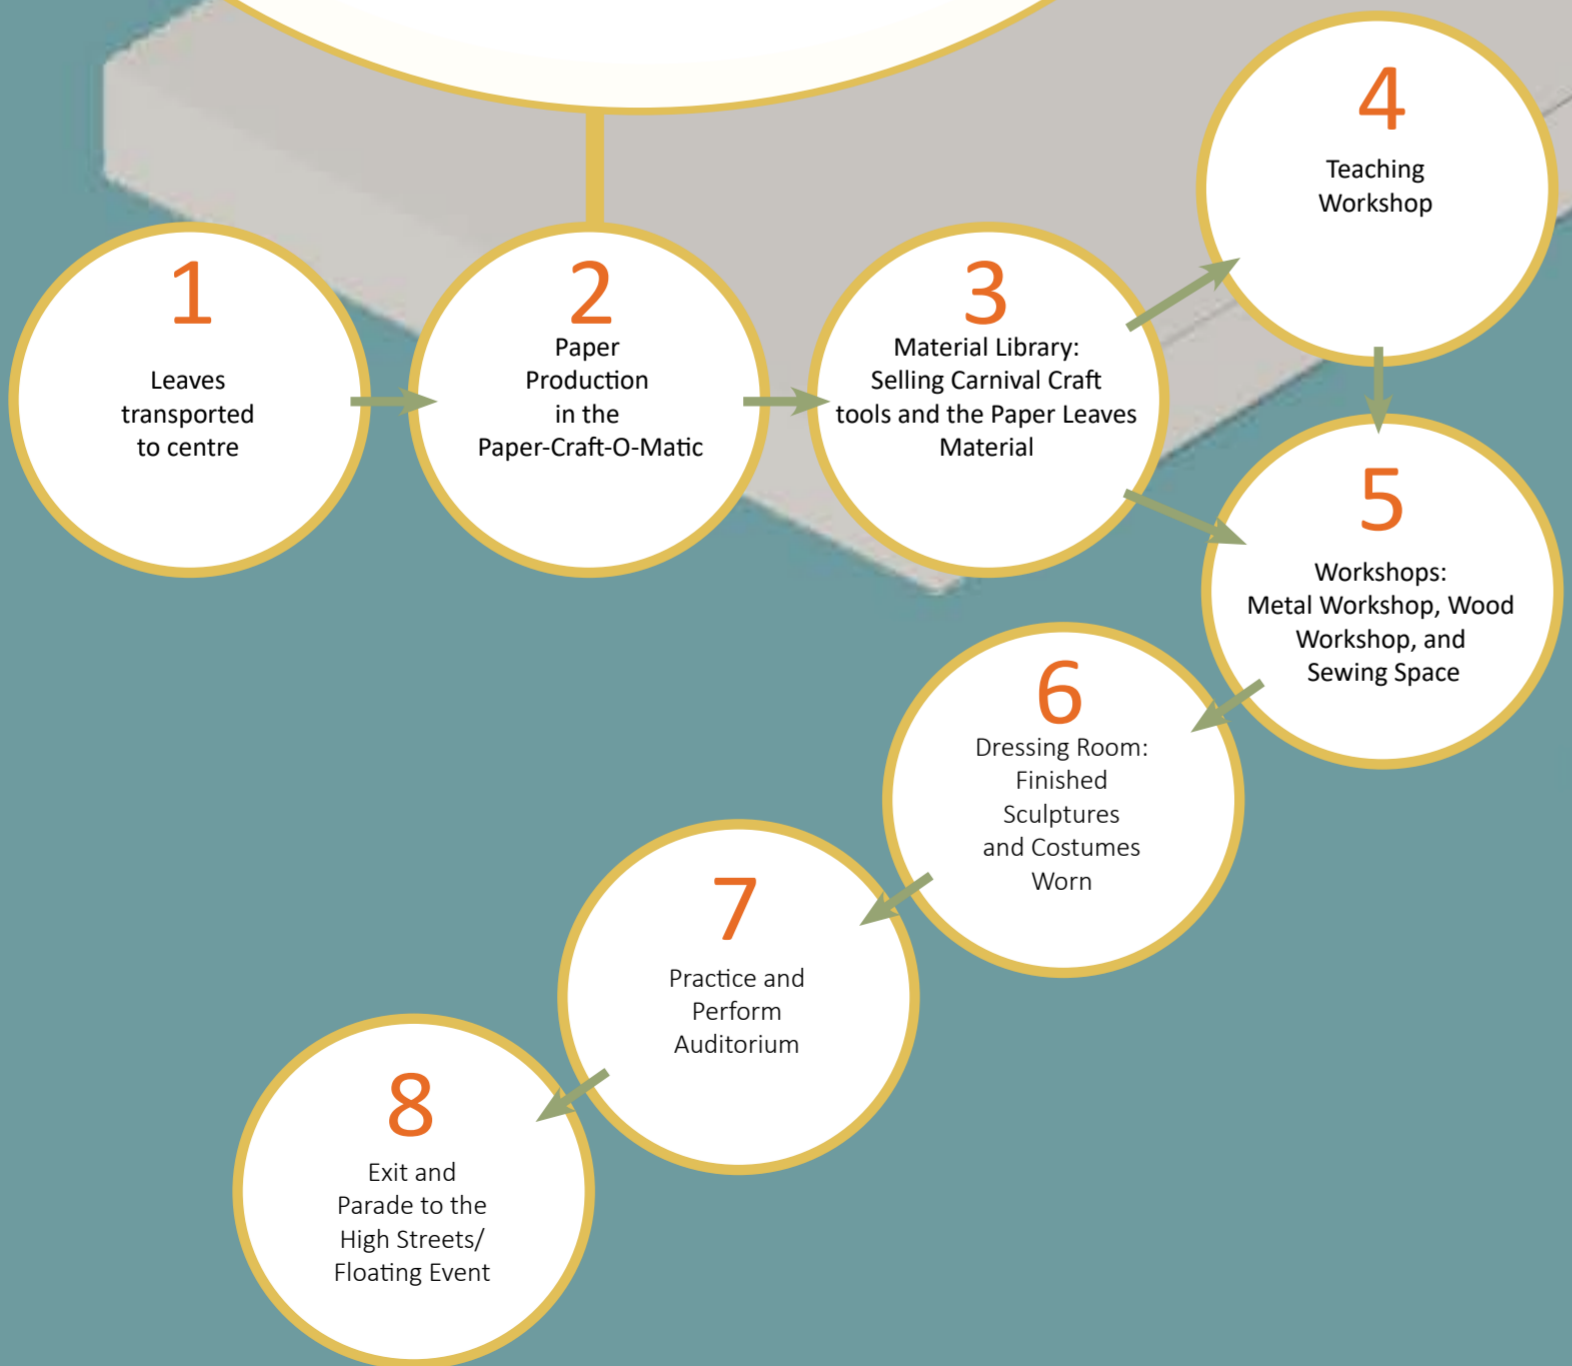 1
Leaves
transported
to centre
2
Paper
Production
in the
Paper-Craft-O-Matic
3
Material Library:
Selling Carnival Craft
tools and the Paper Leaves
Material
4
Teaching
Workshop
5
Workshops:
Metal Workshop, Wood
Workshop, and
Sewing Space
6
Dressing Room:
Finished
Sculptures
and Costumes
Worn
7
Practice and
Perform
Auditorium
8
Exit and
Parade to the
High Streets/
Floating Event